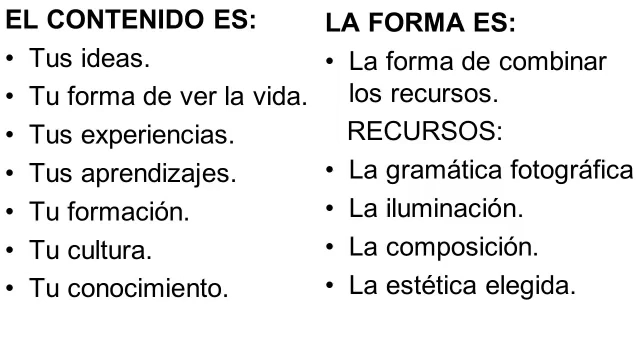 EL CONTENIDO ES:
• Tus ideas.
• Tu forma de ver la vida.
• Tus experiencias.
• Tus aprendizajes.
• Tu formación.
• Tu cultura.
• Tu conocimiento.
LA FORMA ES:
• La forma de combinar
los recursos.
RECURSOS:
• La gramática fotográfica
• La iluminación.
• La composición.
• La estética elegida.